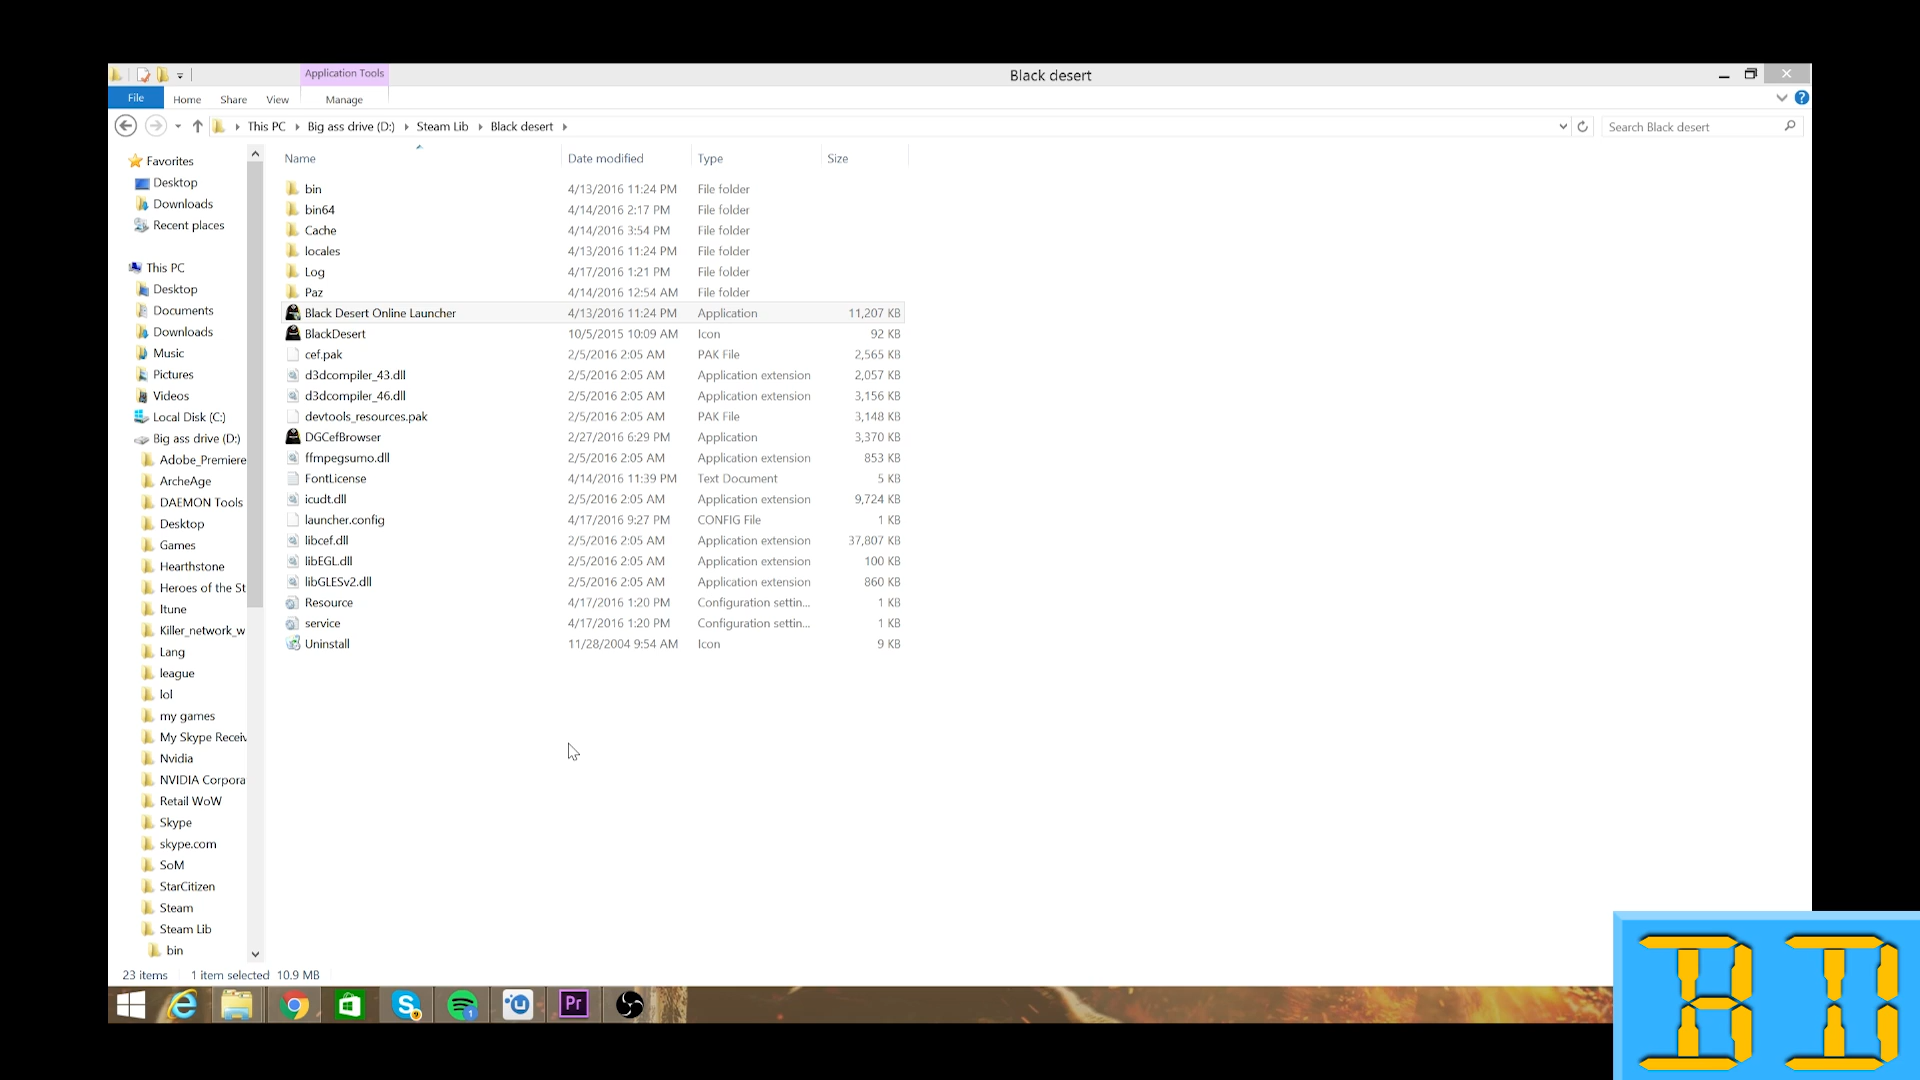 Application Tools
Black desert
File Home Share View Manage
This PC Big ass drive (D:) Steam Lib Black desert
Search Black desert
Favorites
Desktop
Downloads
Recent places
This PC
Desktop
Documents
Downloads
Music
Pictures
Videos
Local Disk (C:)
Big ass drive (D:)
Adobe_Premiere
ArcheAge
DAEMON Tools
Desktop
Games
Hearthstone
Heroes of the St
Itune
Killer_network_w
Lang
league
lol
my games
My Skype Receiv
Nvidia
NVIDIA Corpora
Retail WoW
Skype
skype.com
SoM
StarCitizen
Steam
Steam Lib
bin
Name Date modified Type Size
bin 4/13/2016 11:24 PM File folder
bin64 4/14/2016 2:17 PM File folder
Cache 4/14/2016 3:54 PM File folder
locales 4/13/2016 11:24 PM File folder
Log 4/17/2016 1:21 PM File folder
Paz 4/14/2016 12:54 AM File folder
Black Desert Online Launcher 4/13/2016 11:24 PM Application 11,207 KB
BlackDesert 10/5/2015 10:09 AM Icon 92 KB
cef.pak 2/5/2016 2:05 AM PAK File 2,565 KB
d3dcompiler_43.dll 2/5/2016 2:05 AM Application extension 2,057 KB
d3dcompiler_46.dll 2/5/2016 2:05 AM Application extension 3,156 KB
devtools_resources.pak 2/5/2016 2:05 AM PAK File 3,148 KB
DGCefBrowser 2/27/2016 6:29 PM Application 3,370 KB
ffmpegsumo.dll 2/5/2016 2:05 AM Application extension 853 KB
FontLicense 4/14/2016 11:39 PM Text Document 5 KB
icudt.dll 2/5/2016 2:05 AM Application extension 9,724 KB
launcher.config 4/17/2016 9:27 PM CONFIG File 1 KB
libcef.dll 2/5/2016 2:05 AM Application extension 37,807 KB
libEGL.dll 2/5/2016 2:05 AM Application extension 100 KB
libGLESv2.dll 2/5/2016 2:05 AM Application extension 860 KB
Resource 4/17/2016 1:20 PM Configuration settin... 1 KB
service 4/17/2016 1:20 PM Configuration settin... 1 KB
Uninstall 11/28/2004 9:54 AM Icon 9 KB
23 items 1 item selected 10.9 MB
Pr
BD